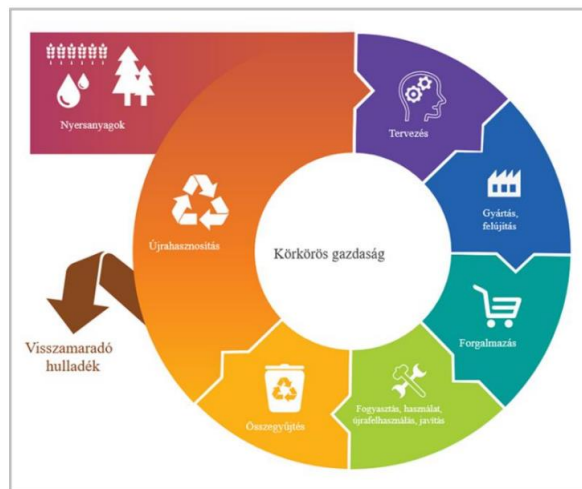 Nyersanyagok
Tervezés
Gyártás,
felújítás
Forgalmazás
Fogyasztás, használat,
újrafelhasználás, javítás
Összegyűjtés
Újrahasznosítás
Visszamaradó
hulladék
Körkörös gazdaság